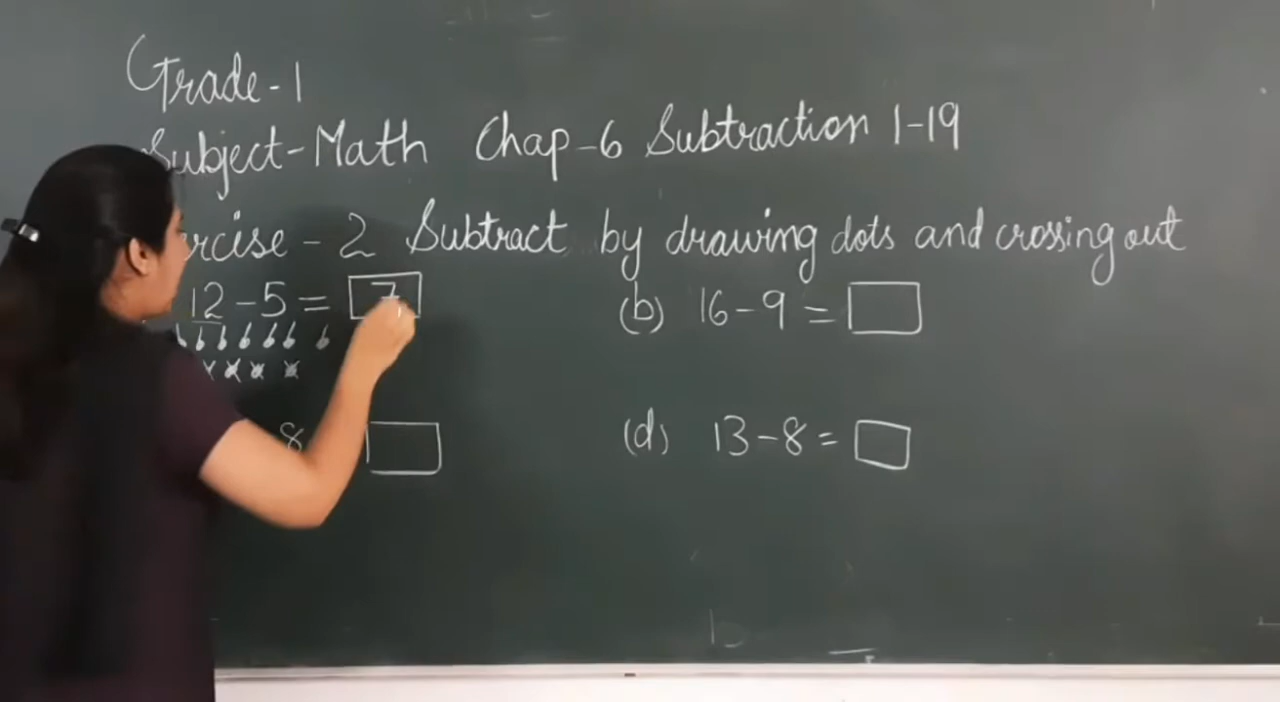 Grade-1
Subject-Math Chap-6 Subtraction 1-19
rcise - 2 Subtract by drawing dots and crossing out
12-5 = 7 (b) 16-9 =
8 (d) 13-8 =